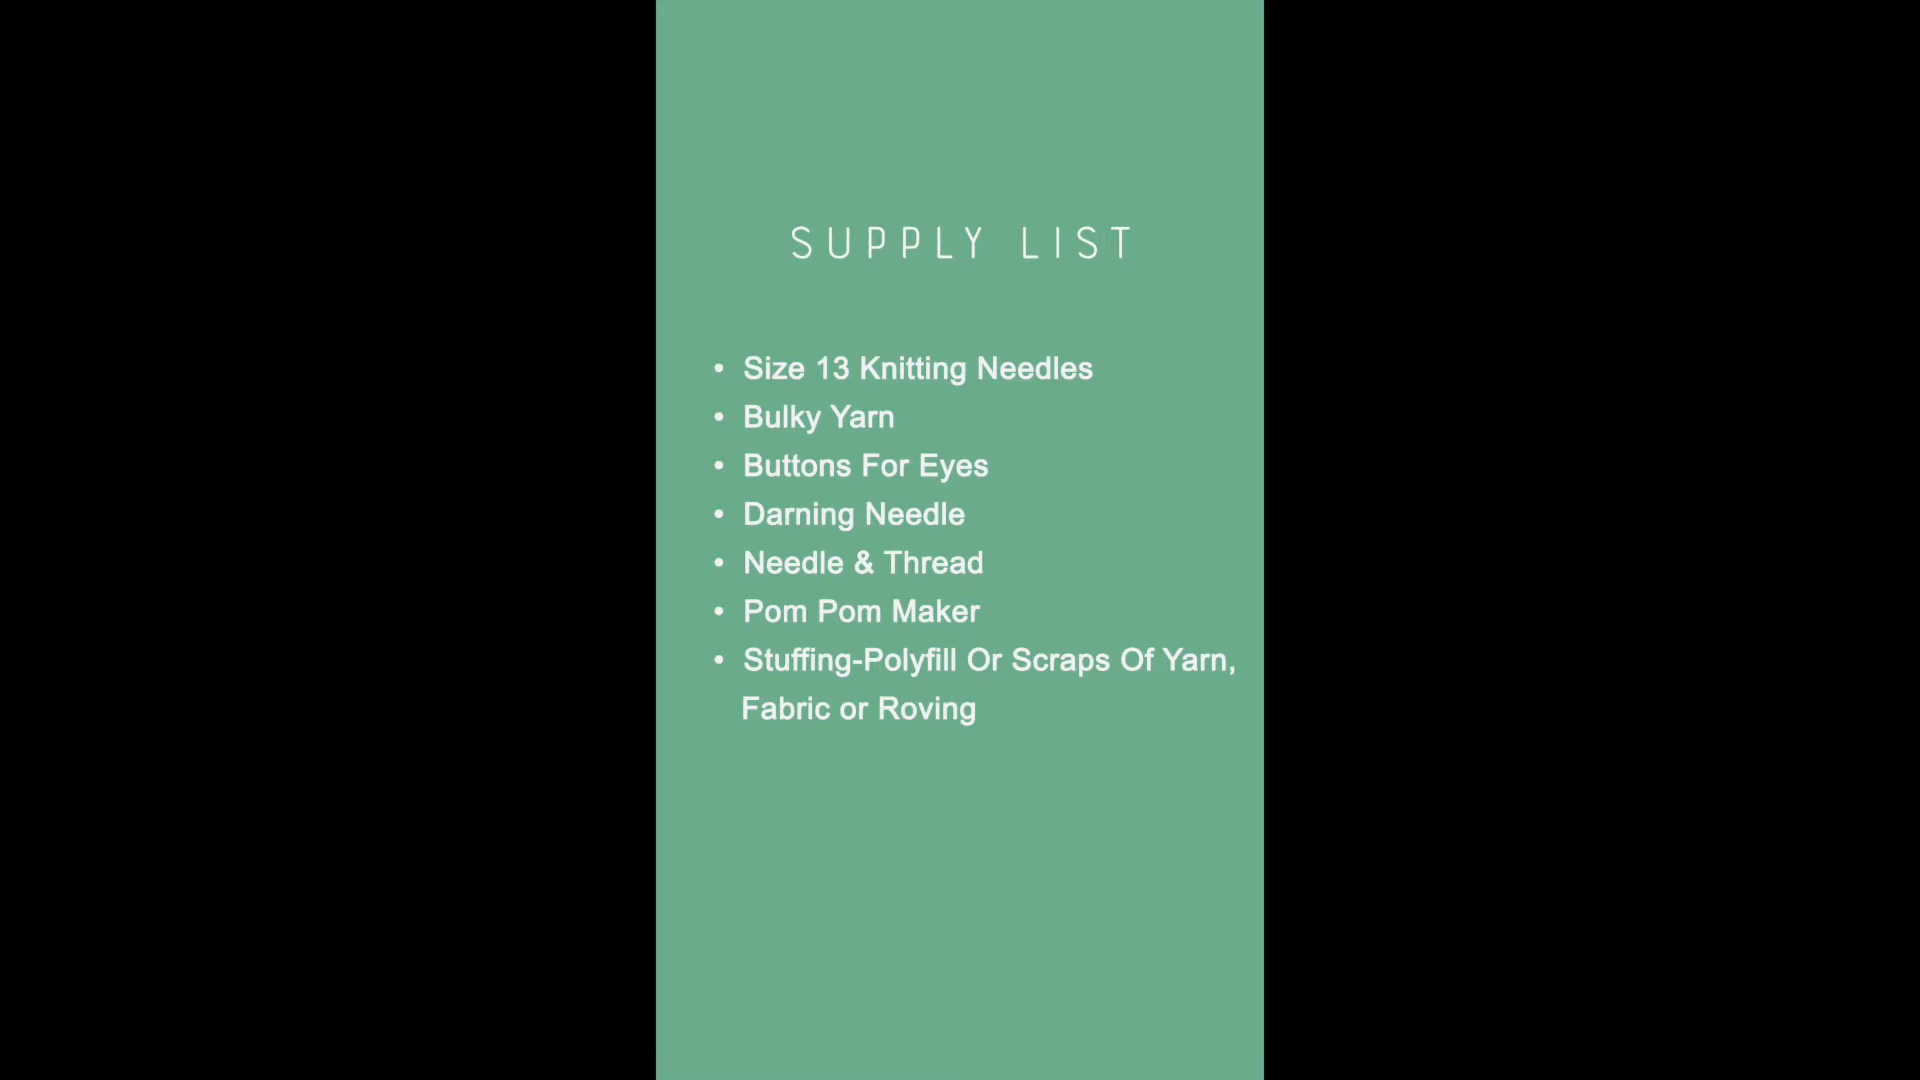 SUPPLY LIST
• Size 13 Knitting Needles
• Bulky Yarn
• Buttons For Eyes
• Darning Needle
• Needle & Thread
• Pom Pom Maker
• Stuffing-Polyfill Or Scraps Of Yarn,
Fabric or Roving